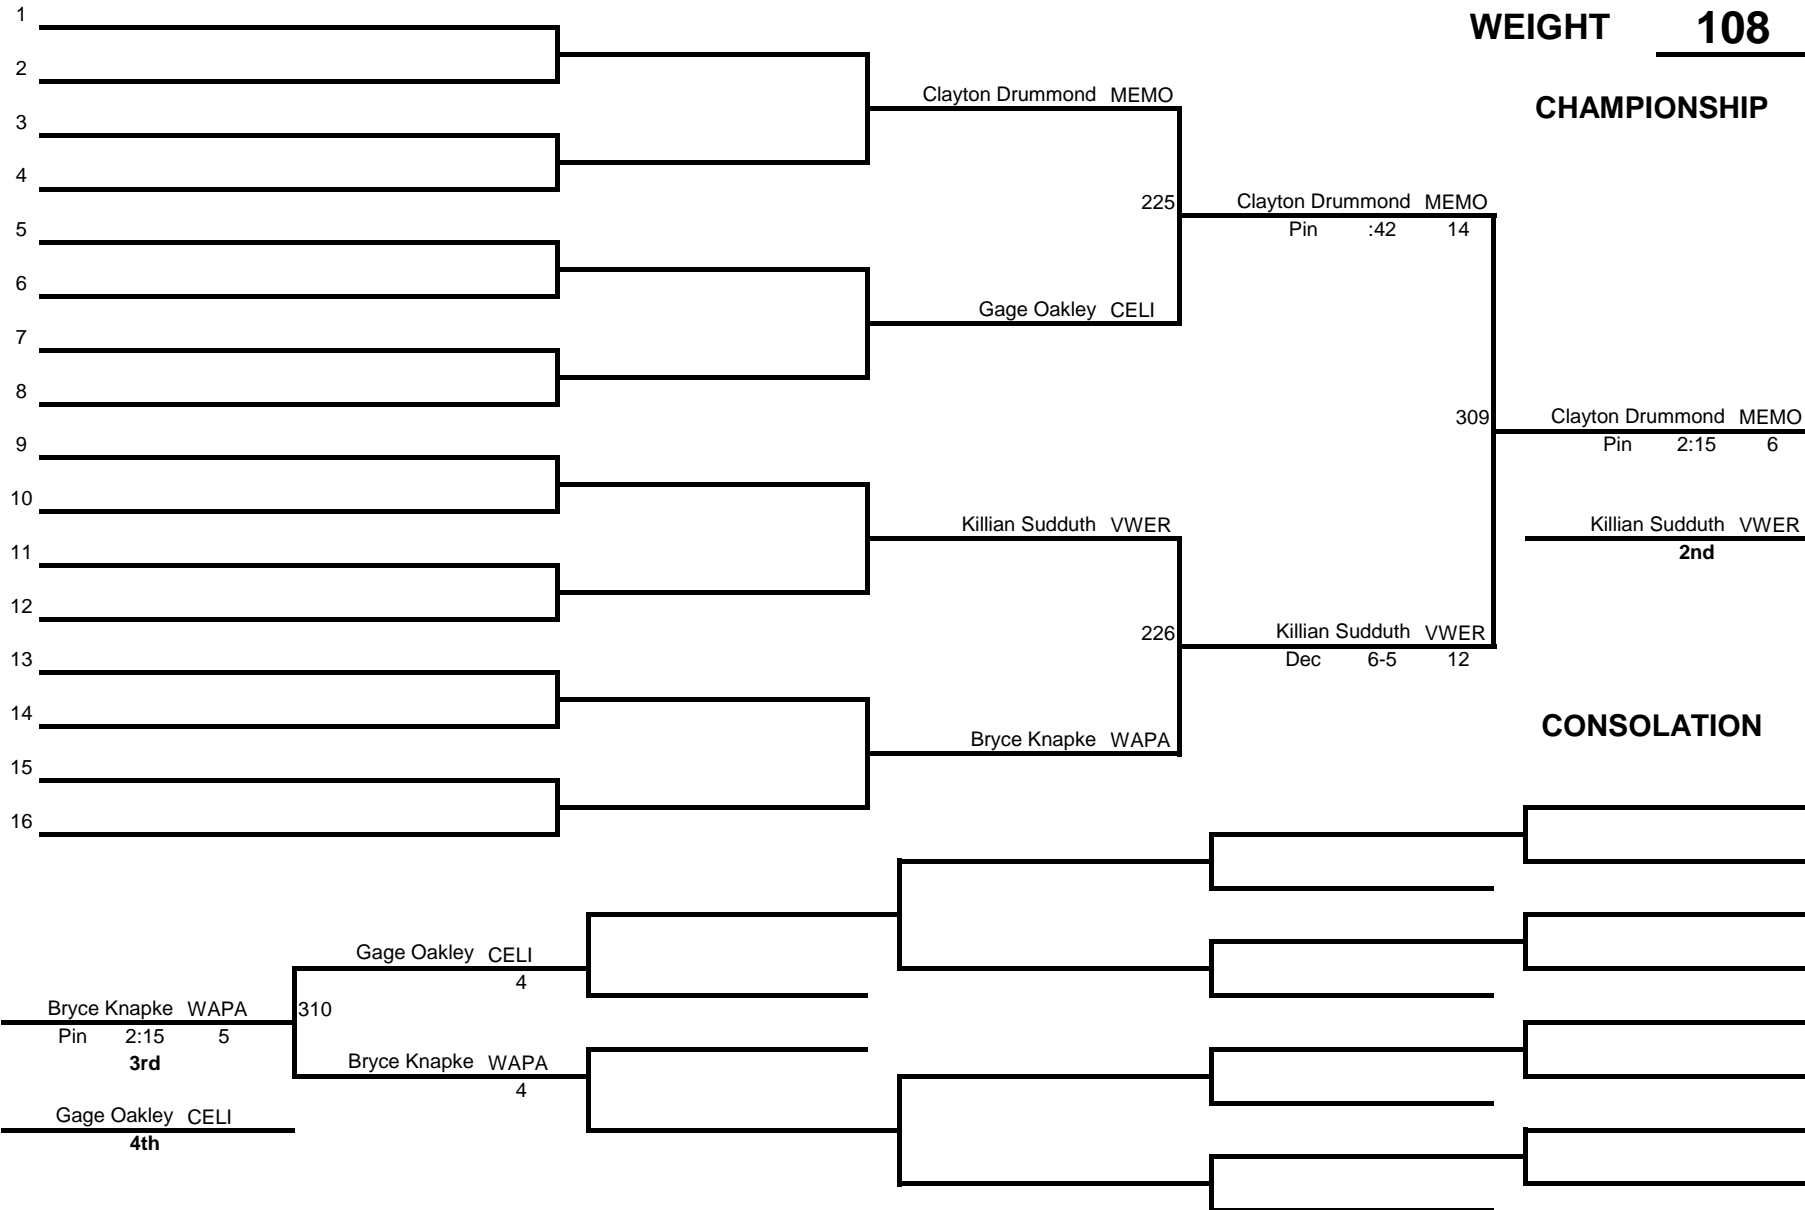 1
WEIGHT 108
2
Clayton Drummond MEMO
CHAMPIONSHIP
3
4
225
Clayton Drummond MEMO
Pin :42 14
5
6
Gage Oakley CELI
7
8
309
Clayton Drummond MEMO
Pin 2:15 6
9
10
Killian Sudduth VWER
Killian Sudduth VWER
2nd
11
12
226
Killian Sudduth VWER
Dec 6-5 12
13
14
CONSOLATION
Bryce Knapke WAPA
15
16
Gage Oakley CELI
4
Bryce Knapke WAPA
310
Pin 2:15 5
3rd
Bryce Knapke WAPA
4
Gage Oakley CELI
4th